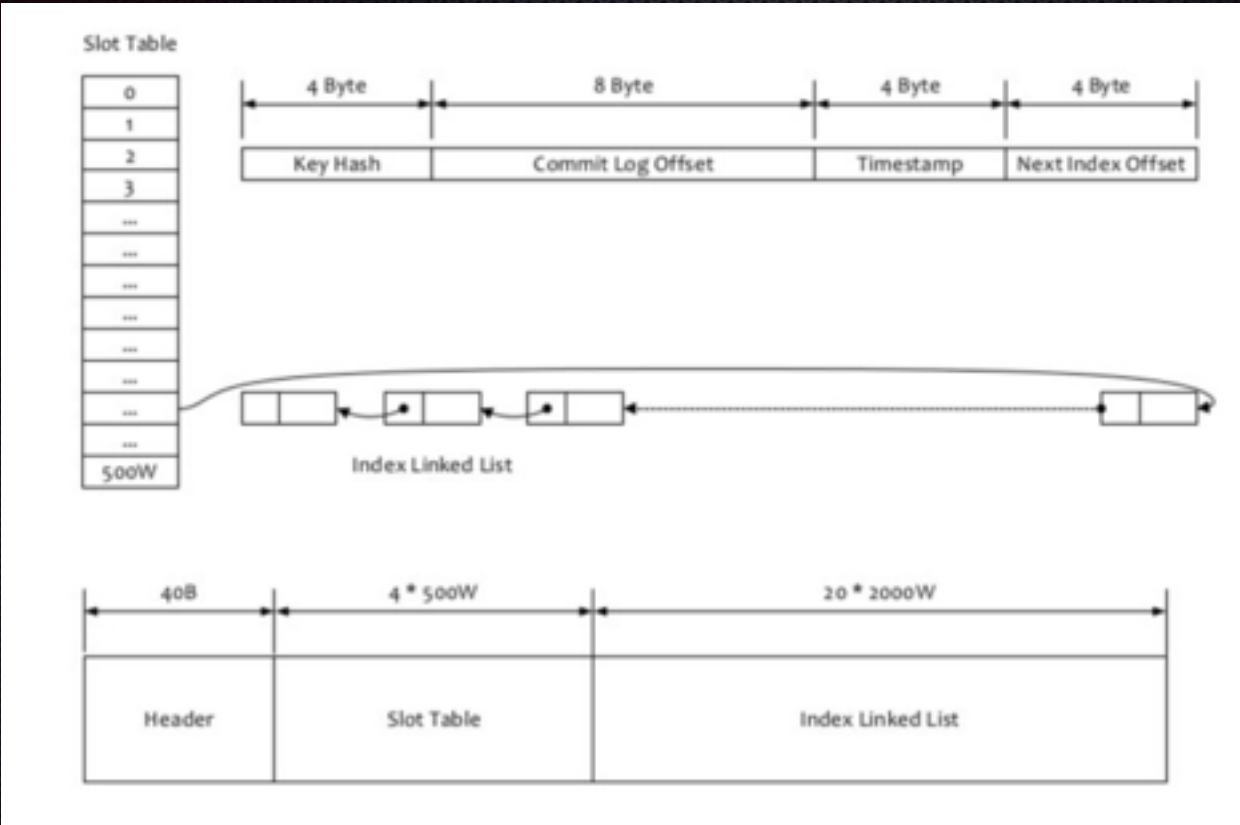 Slot Table
0
1
2
3
...
...
...
...
...
...
...
...
500W
4 Byte 8 Byte 4 Byte 4 Byte
Key Hash Commit Log Offset Timestamp Next Index Offset
Index Linked List
40B 4 * 500W 20 * 2000W
Header Slot Table Index Linked List